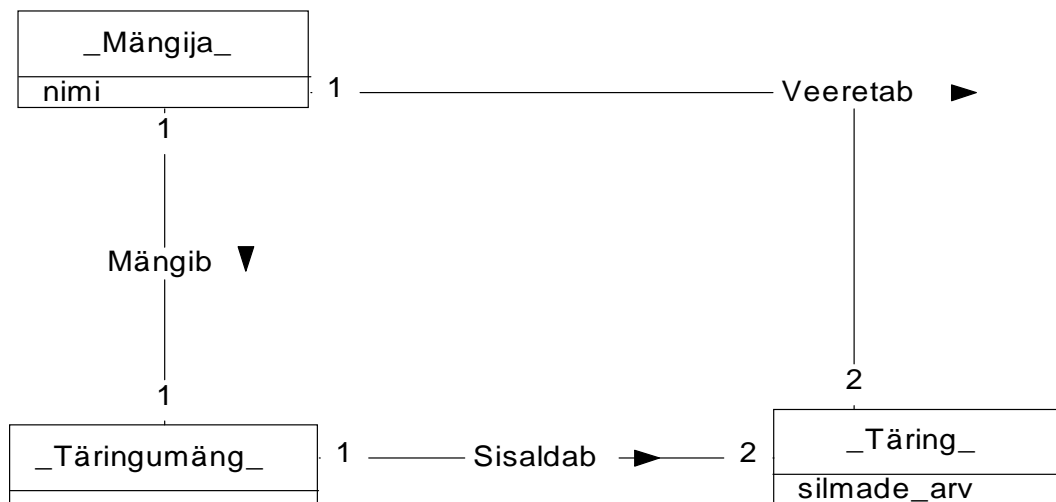 _Mängija_
nimi
1
Veeretab
1
Mängib
1
2
_Täringumäng_
1
Sisaldab
2
_Täring_
silmade_arv